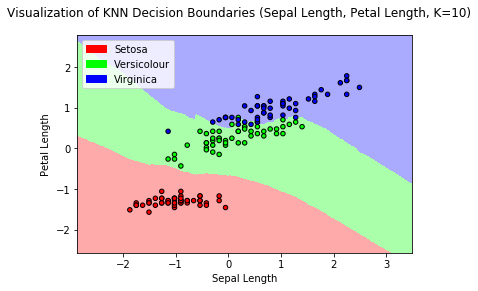 Visualization of KNN Decision Boundaries (Sepal Length, Petal Length, K=10)
Setosa
Versicolour
Virginica
2
1
0
−1
−2
Petal Length
−2 −1 0 1 2 3
Sepal Length